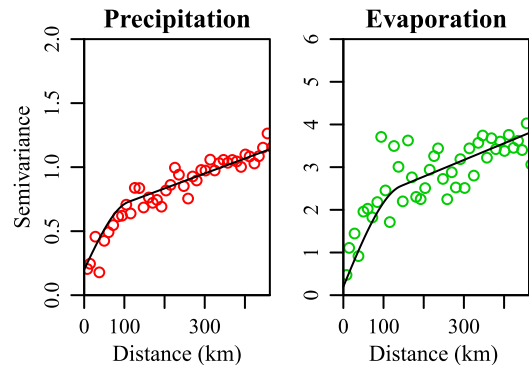 Precipitation
Semivariance
0.0 0.5 1.0 1.5 2.0
0 100 300
Distance (km)
Evaporation
0 1 2 3 4 5 6
0 100 300
Distance (km)